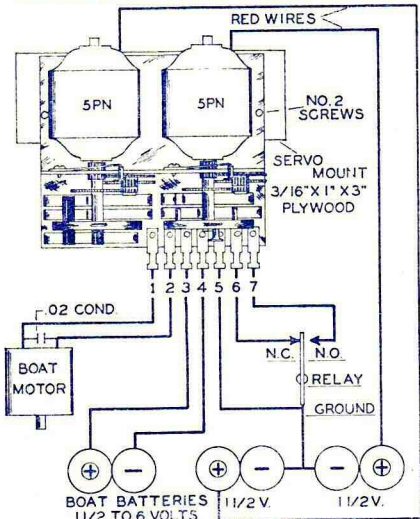 RED WIRES
5PN
5PN
NO. 2
SCREWS
SERVO
MOUNT
3/16" X 1" X 3"
PLYWOOD
1 2 3 4 5 6 7
.02 COND.
BOAT
MOTOR
N.C. N.O.
RELAY
GROUND
+ − + − − +
BOAT BATTERIES
1 1/2 TO 6 VOLTS
1 1/2 V.
1 1/2 V.